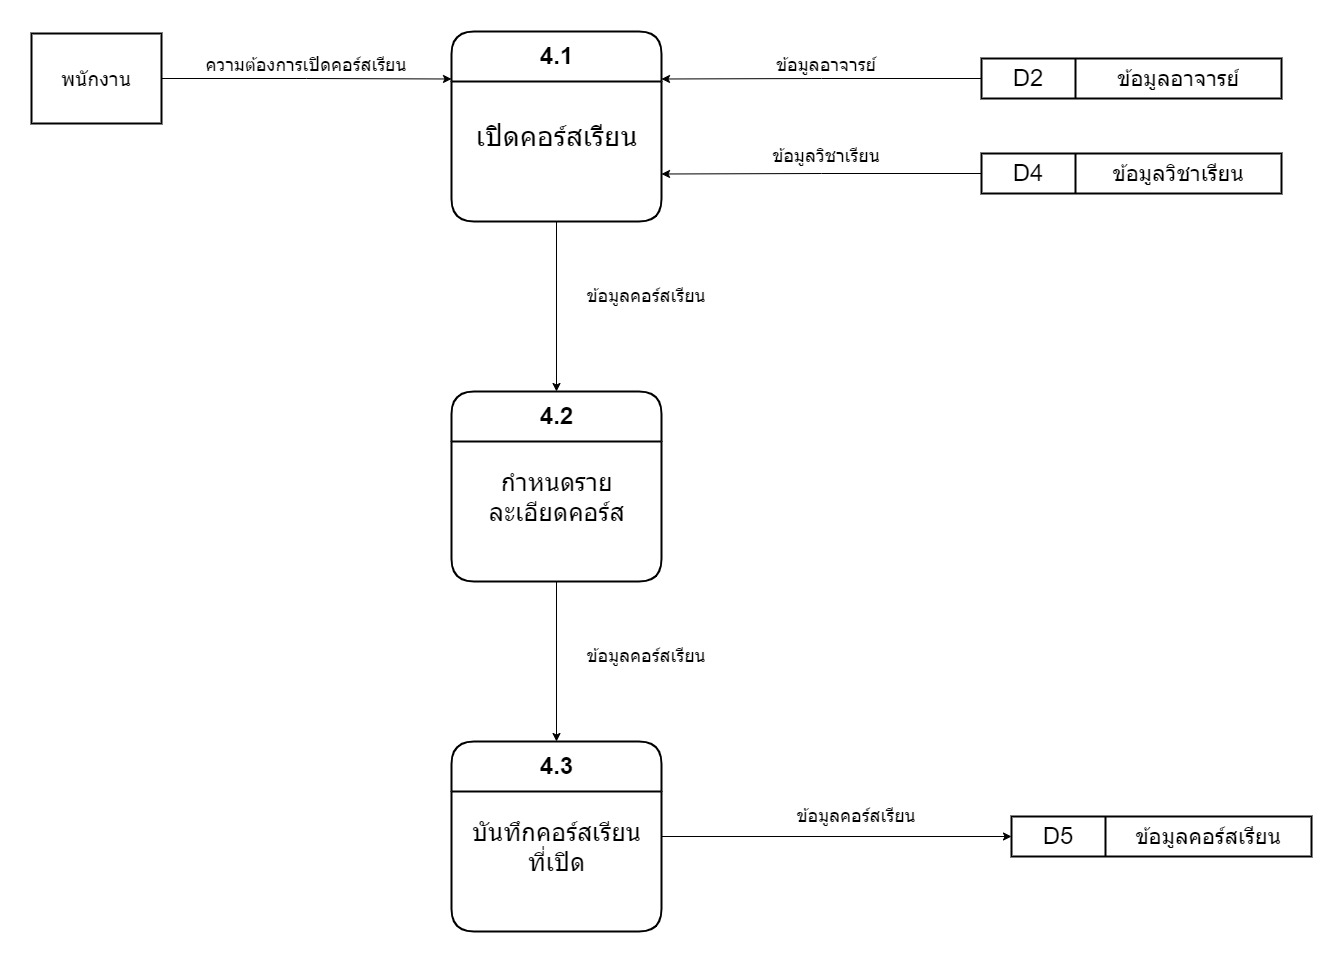 พนักงาน
ความต้องการเปิดคอร์สเรียน
4.1
เปิดคอร์สเรียน
ข้อมูลอาจารย์
D2
ข้อมูลอาจารย์
ข้อมูลวิชาเรียน
D4
ข้อมูลวิชาเรียน
ข้อมูลคอร์สเรียน
4.2
กำหนดราย
ละเอียดคอร์ส
ข้อมูลคอร์สเรียน
4.3
บันทึกคอร์สเรียน
ที่เปิด
ข้อมูลคอร์สเรียน
D5
ข้อมูลคอร์สเรียน